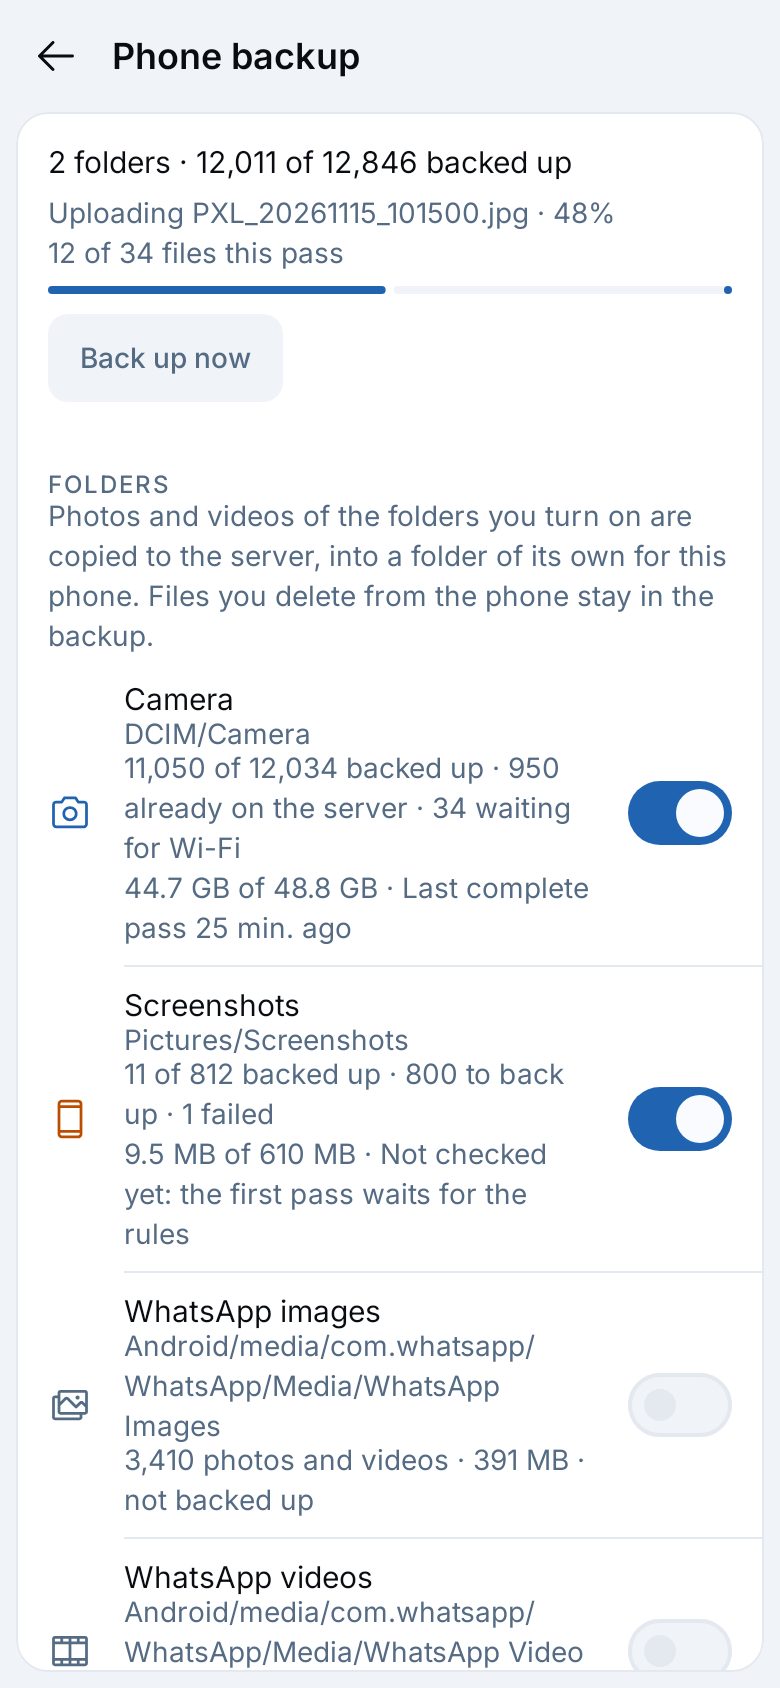 Phone backup
2 folders · 12,011 of 12,846 backed up
Uploading PXL_20261115_101500.jpg · 48%
12 of 34 files this pass
Back up now
FOLDERS
Photos and videos of the folders you turn on are
copied to the server, into a folder of its own for this
phone. Files you delete from the phone stay in the
backup.
Camera
DCIM/Camera
11,050 of 12,034 backed up · 950
already on the server · 34 waiting
for Wi-Fi
44.7 GB of 48.8 GB · Last complete
pass 25 min. ago
Screenshots
Pictures/Screenshots
11 of 812 backed up · 800 to back
up · 1 failed
9.5 MB of 610 MB · Not checked
yet: the first pass waits for the
rules
WhatsApp images
Android/media/com.whatsapp/
WhatsApp/Media/WhatsApp
Images
3,410 photos and videos · 391 MB ·
not backed up
WhatsApp videos
Android/media/com.whatsapp/
WhatsApp/Media/WhatsApp Video